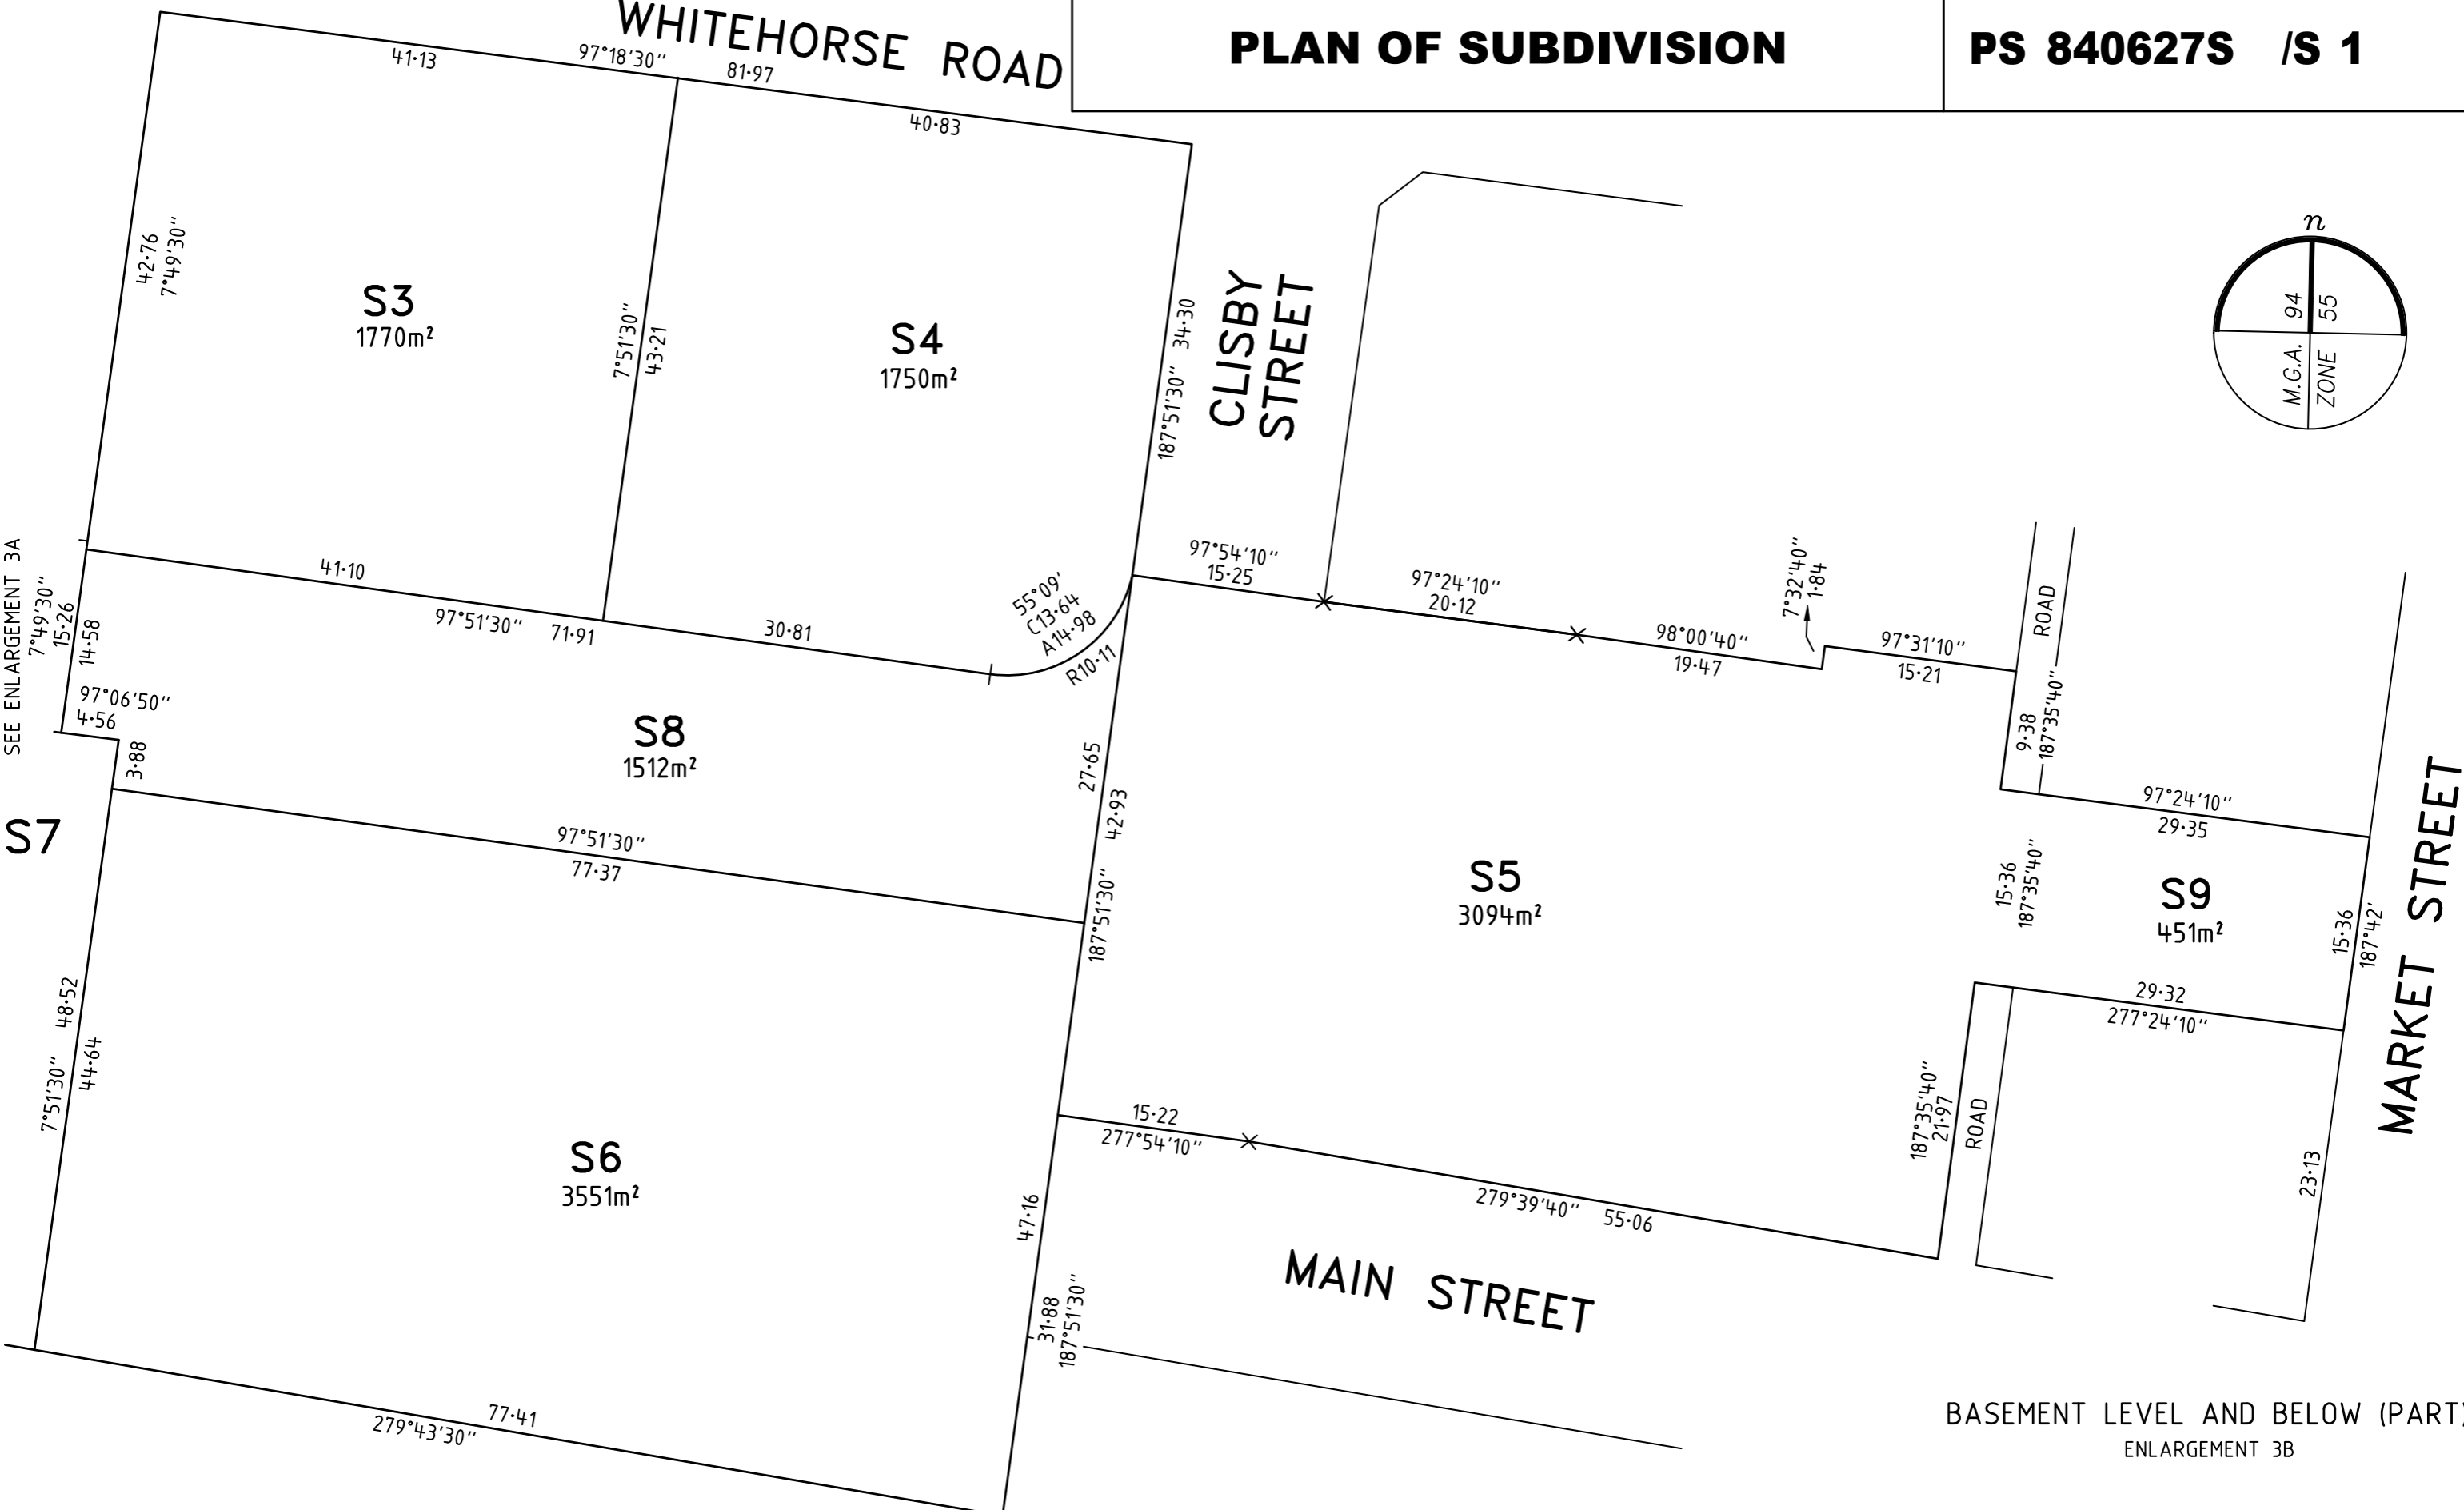 WHITEHORSE ROAD
PLAN OF SUBDIVISION
PS 840627S /S 1
41·13
97°18'30''
81·97
40·83
42·76
7°49'30''
S3
1770m²
7°51'30''
43·21
S4
1750m²
187°51'30'' 34·30
CLISBY
STREET
n
M.G.A. 94
ZONE 55
SEE ENLARGEMENT 3A
7°49'30''
15·26
14·58
41·10
97°51'30'' 71·91
30·81
55°09'
C13·64
A14·98
R10·11
97°54'10''
15·25
97°24'10''
20·12
98°00'40''
19·47
7°32'40''
1·84
97°31'10''
15·21
ROAD
9·38
187°35'40''
97°06'50''
4·56
3·88
S8
1512m²
27·65
42·93
187°51'30''
S7
97°51'30''
77·37
S5
3094m²
97°24'10''
29·35
15·36
187°35'40''
S9
451m²
15·36
187°42'
MARKET STREET
29·32
277°24'10''
7°51'30'' 48·52
44·64
S6
3551m²
15·22
277°54'10''
279°39'40'' 55·06
187°35'40''
21·97
ROAD
23·13
47·16
31·88
187°51'30''
MAIN STREET
77·41
279°43'30''
BASEMENT LEVEL AND BELOW (PART)
ENLARGEMENT 3B